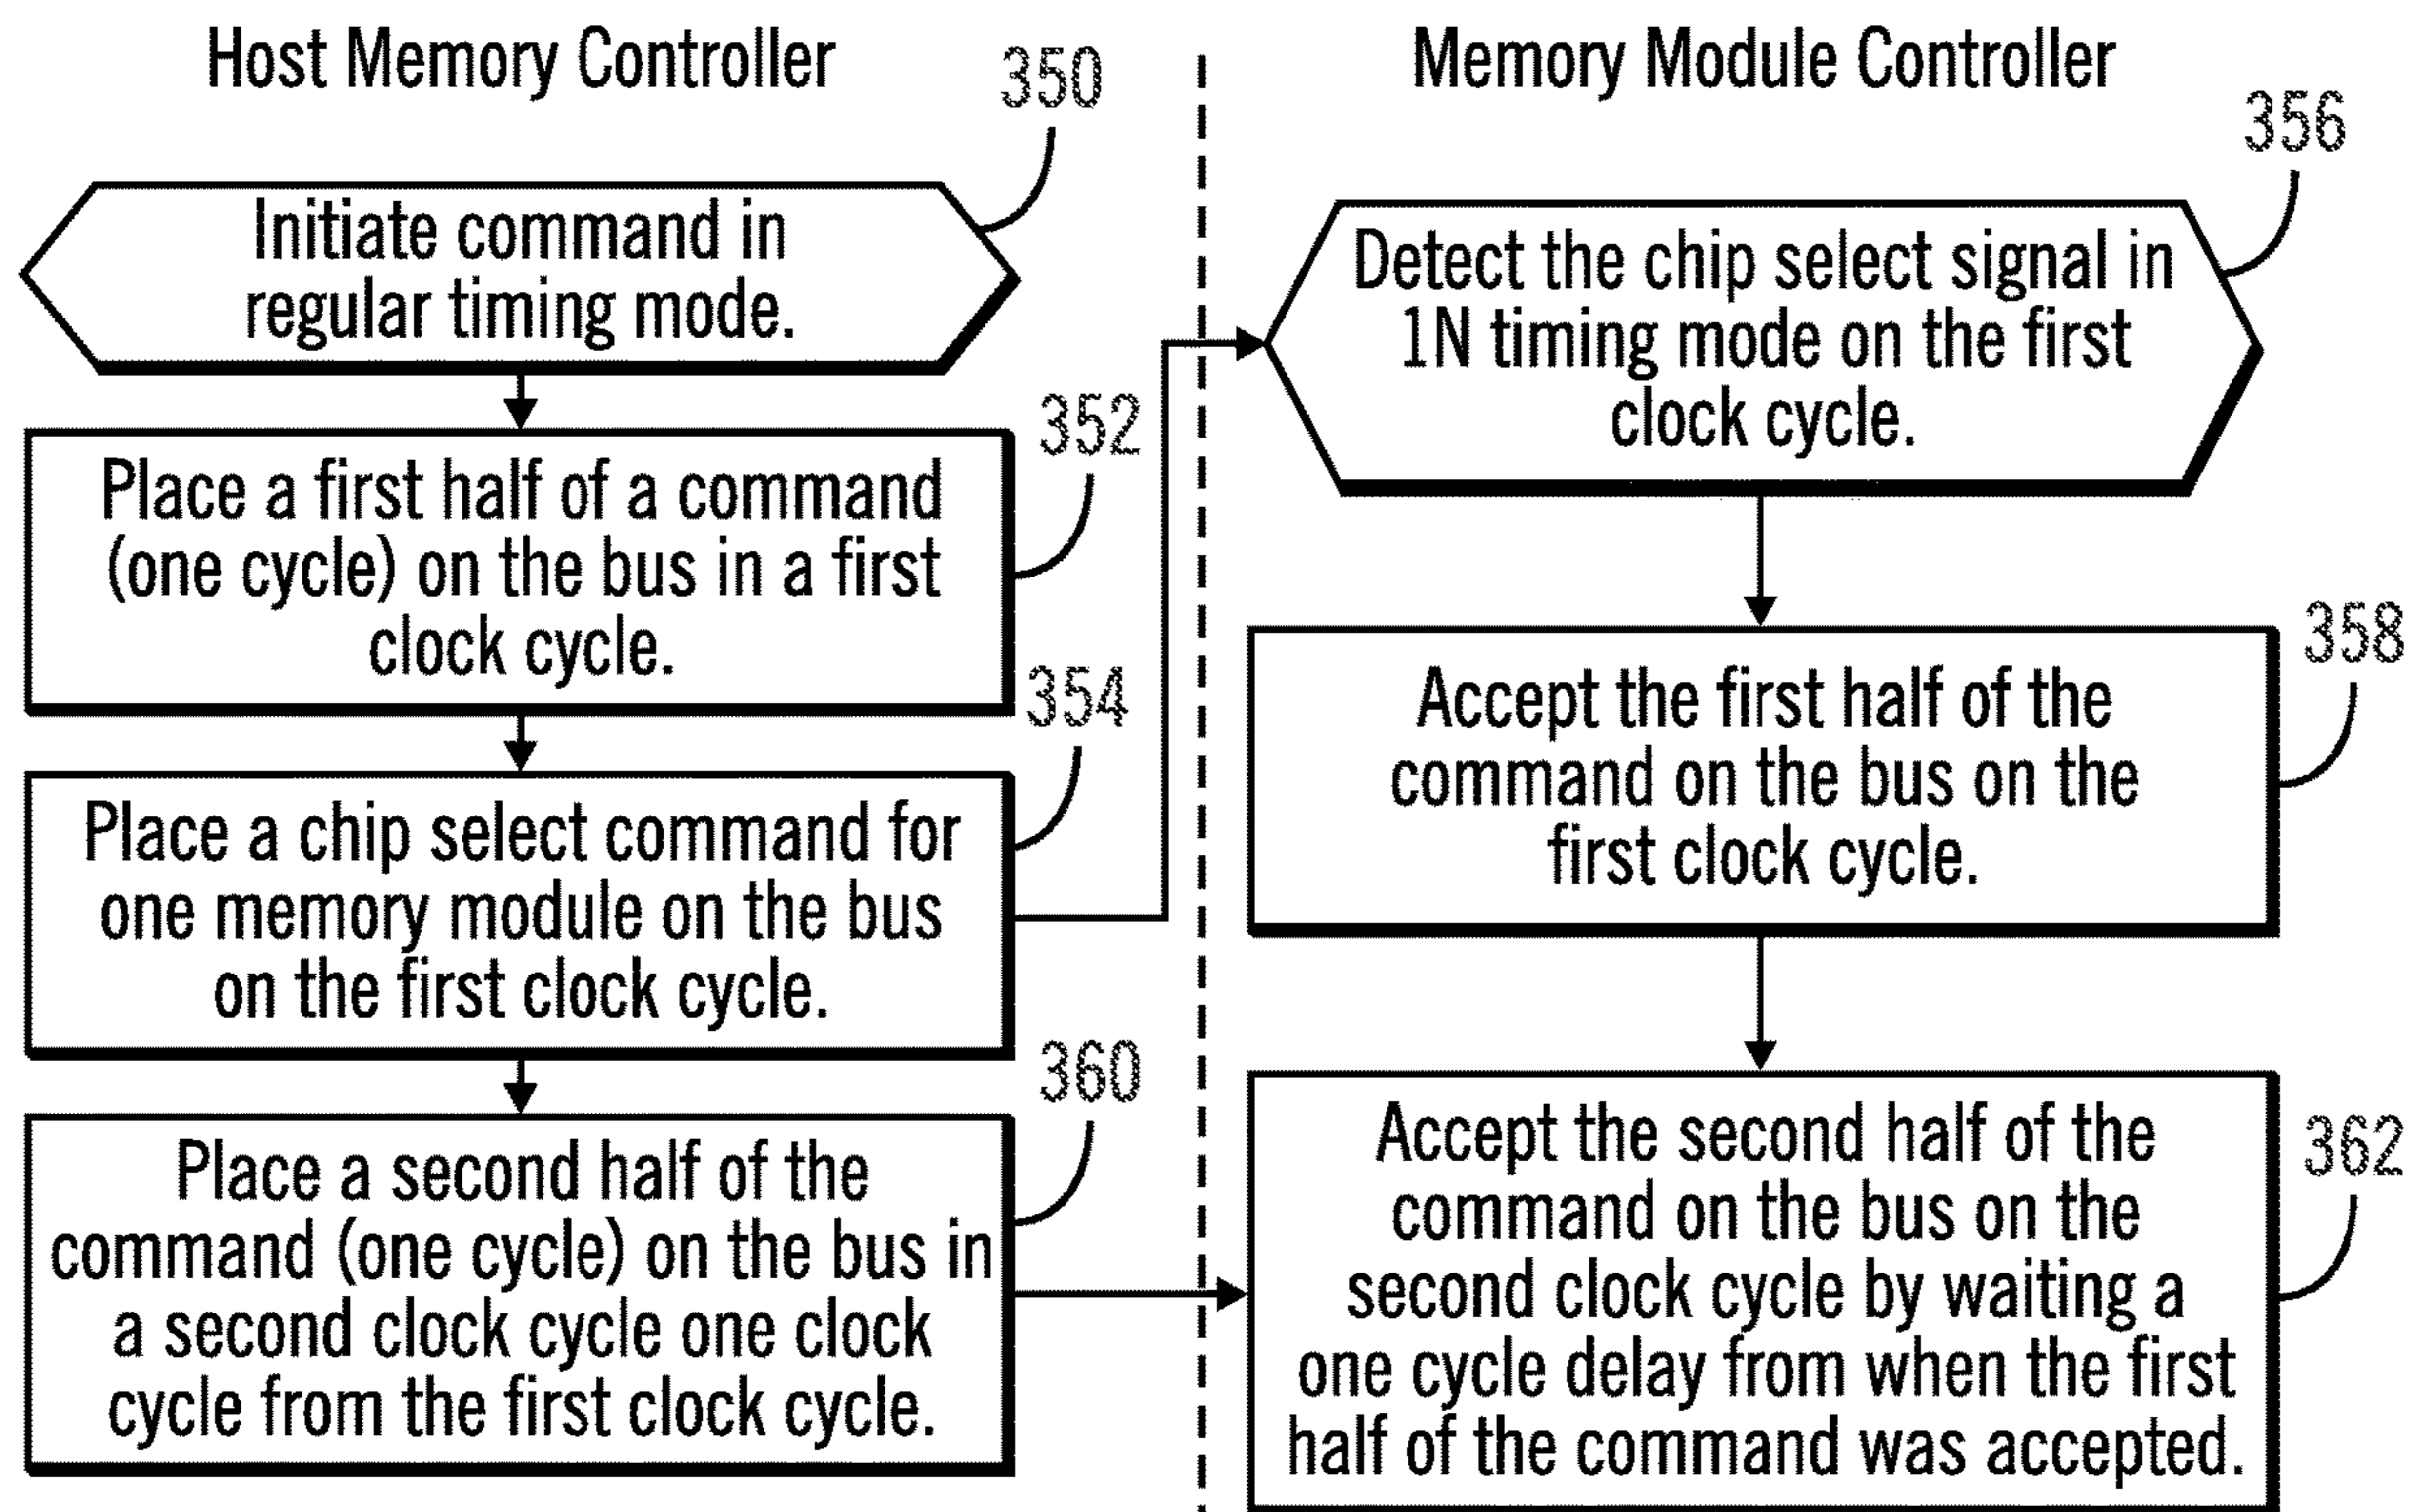 Host Memory Controller
350
Initiate command in
regular timing mode.
352
Place a first half of a command
(one cycle) on the bus in a first
clock cycle.
354
Place a chip select command for
one memory module on the bus
on the first clock cycle.
360
Place a second half of the
command (one cycle) on the bus in
a second clock cycle one clock
cycle from the first clock cycle.
Memory Module Controller
356
Detect the chip select signal in
1N timing mode on the first
clock cycle.
358
Accept the first half of the
command on the bus on the
first clock cycle.
362
Accept the second half of the
command on the bus on the
second clock cycle by waiting a
one cycle delay from when the first
half of the command was accepted.